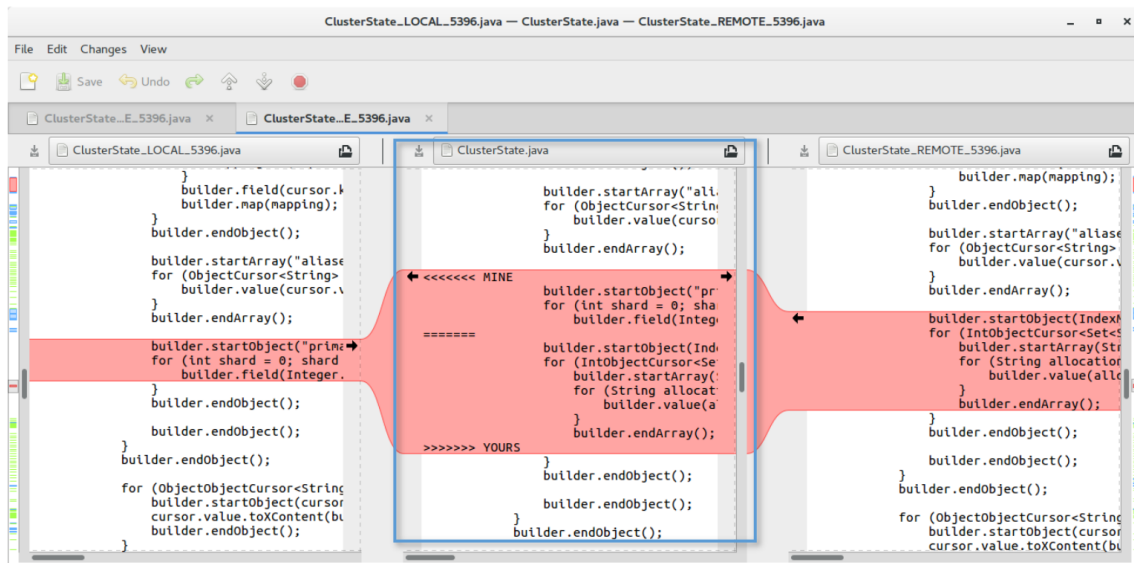 ClusterState_LOCAL_5396.java — ClusterState.java — ClusterState_REMOTE_5396.java
File Edit Changes View
Save Undo
ClusterState...E_5396.java × ClusterState...E_5396.java ×
ClusterState_LOCAL_5396.java
}
builder.field(cursor.k
builder.map(mapping);
}
builder.endObject();
builder.startArray("aliase
for (ObjectCursor<String>
builder.value(cursor.v
}
builder.endArray();
builder.startObject("prima
for (int shard = 0; shard
builder.field(Integer.
}
builder.endObject();
builder.endObject();
}
builder.endObject();
for (ObjectObjectCursor<String
builder.startObject(cursor
cursor.value.toXContent(bu
builder.endObject();
}
ClusterState.java
builder.startArray("alia
for (ObjectCursor<String
builder.value(curso
}
builder.endArray();
<<<<<<< MINE
builder.startObject("pr
for (int shard = 0; sha
builder.field(Intege
=======
builder.startObject(Ind
for (IntObjectCursor<Se
builder.startArray(
for (String allocat
builder.value(a
}
builder.endArray();
>>>>>>> YOURS
}
builder.endObject();
builder.endObject();
}
builder.endObject();
ClusterState_REMOTE_5396.java
builder.map(mapping);
}
builder.endObject();
builder.startArray("aliase
for (ObjectCursor<String>
builder.value(cursor.v
}
builder.endArray();
builder.startObject(IndexM
for (IntObjectCursor<Set<S
builder.startArray(Str
for (String allocation
builder.value(allo
}
builder.endArray();
}
builder.endObject();
builder.endObject();
}
builder.endObject();
for (ObjectObjectCursor<String
builder.startObject(cursor
cursor.value.toXContent(bu